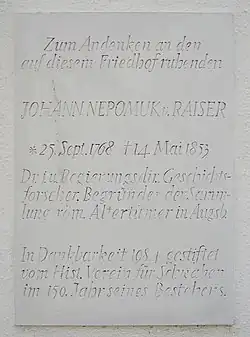 Zum Andenken an den
auf diesem Friedhof ruhenden
JOHANN NEPOMUK v. RAISER
* 25. Sept. 1768 † 14. Mai 1853
Dr. i. u. Regierungsdir. Geschichts-
forscher, Begründer der Samm-
lung röm. Altertümer in Augsb.
In Dankbarkeit gestiftet
vom Hist. Verein für Schwaben
im 150. Jahr seines Bestehens.